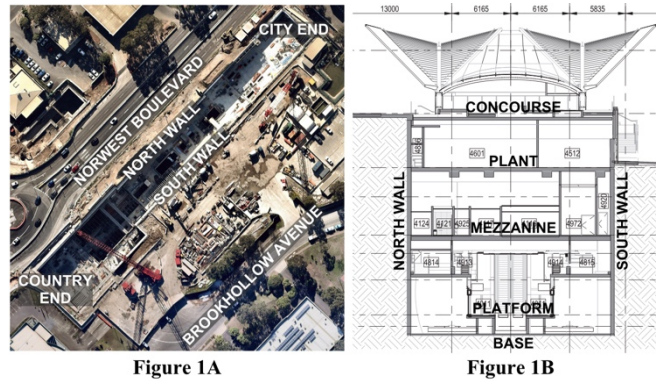 CITY END
NORWEST BOULEVARD
NORTH WALL
SOUTH WALL
COUNTRY
END
BROOKHOLLOW AVENUE
Figure 1A
13000 6165 6165 5835
CONCOURSE
4601 4512
PLANT
NORTH WALL
SOUTH WALL
4124 4121 4925 4972 4920
MEZZANINE
4814 4913 4914 4815
PLATFORM
BASE
Figure 1B